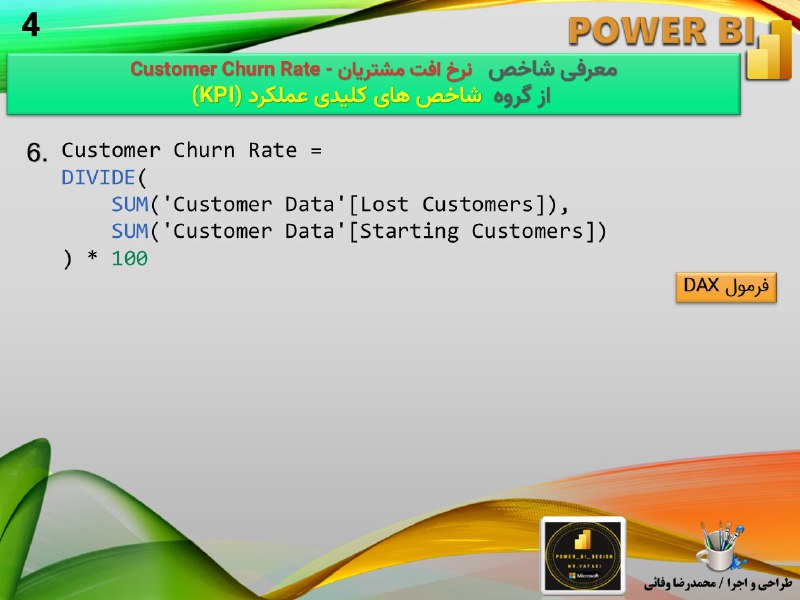 4
POWER BI
معرفی شاخص نرخ افت مشتریان - Customer Churn Rate
از گروه شاخص های کلیدی عملکرد (KPI)
6. Customer Churn Rate =
DIVIDE(
SUM('Customer Data'[Lost Customers]),
SUM('Customer Data'[Starting Customers])
) * 100
فرمول DAX
POWER_BI_DESIGN
MR.VAFAEI
Microsoft
طراحی و اجرا / محمدرضا وفائی